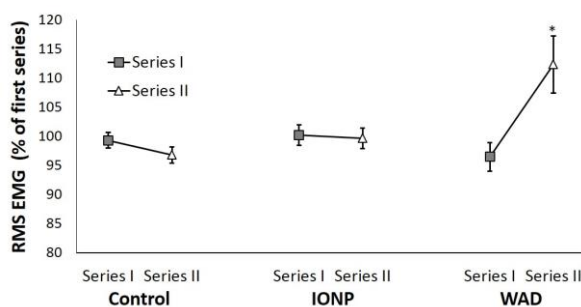 RMS EMG (% of first series)
120
115
110
105
100
95
90
85
80
Series I
Series II
*
Series I Series II Series I Series II Series I Series II
Control IONP WAD